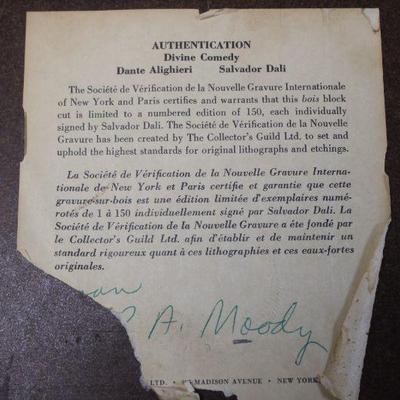 AUTHENTICATION
Divine Comedy
Dante Alighieri Salvador Dali
The Société de Vérification de la Nouvelle Gravure Internationale
of New York and Paris certifies and warrants that this bois block
cut is limited to a numbered edition of 150, each individually
signed by Salvador Dali. The Société de Vérification de la Nouvelle
Gravure has been created by The Collector's Guild Ltd. to set and
uphold the highest standards for original lithographs and etchings.
La Société de Vérification de la Nouvelle Gravure Interna-
tionale de New York et Paris certifie et garantie que cette
gravure-sur-bois est une édition limitée d'exemplaires numé-
rotés de 1 à 150 individuellement signé par Salvador Dali. La
Société de Vérification de la Nouvelle Gravure a éte fondé par
le Collector's Guild Ltd. afin d'établir et de maintenir un
standard rigoureux quant à ces lithographies et ces eaux-fortes
originales.
A. Moody
LTD. • MADISON AVENUE • NEW YORK